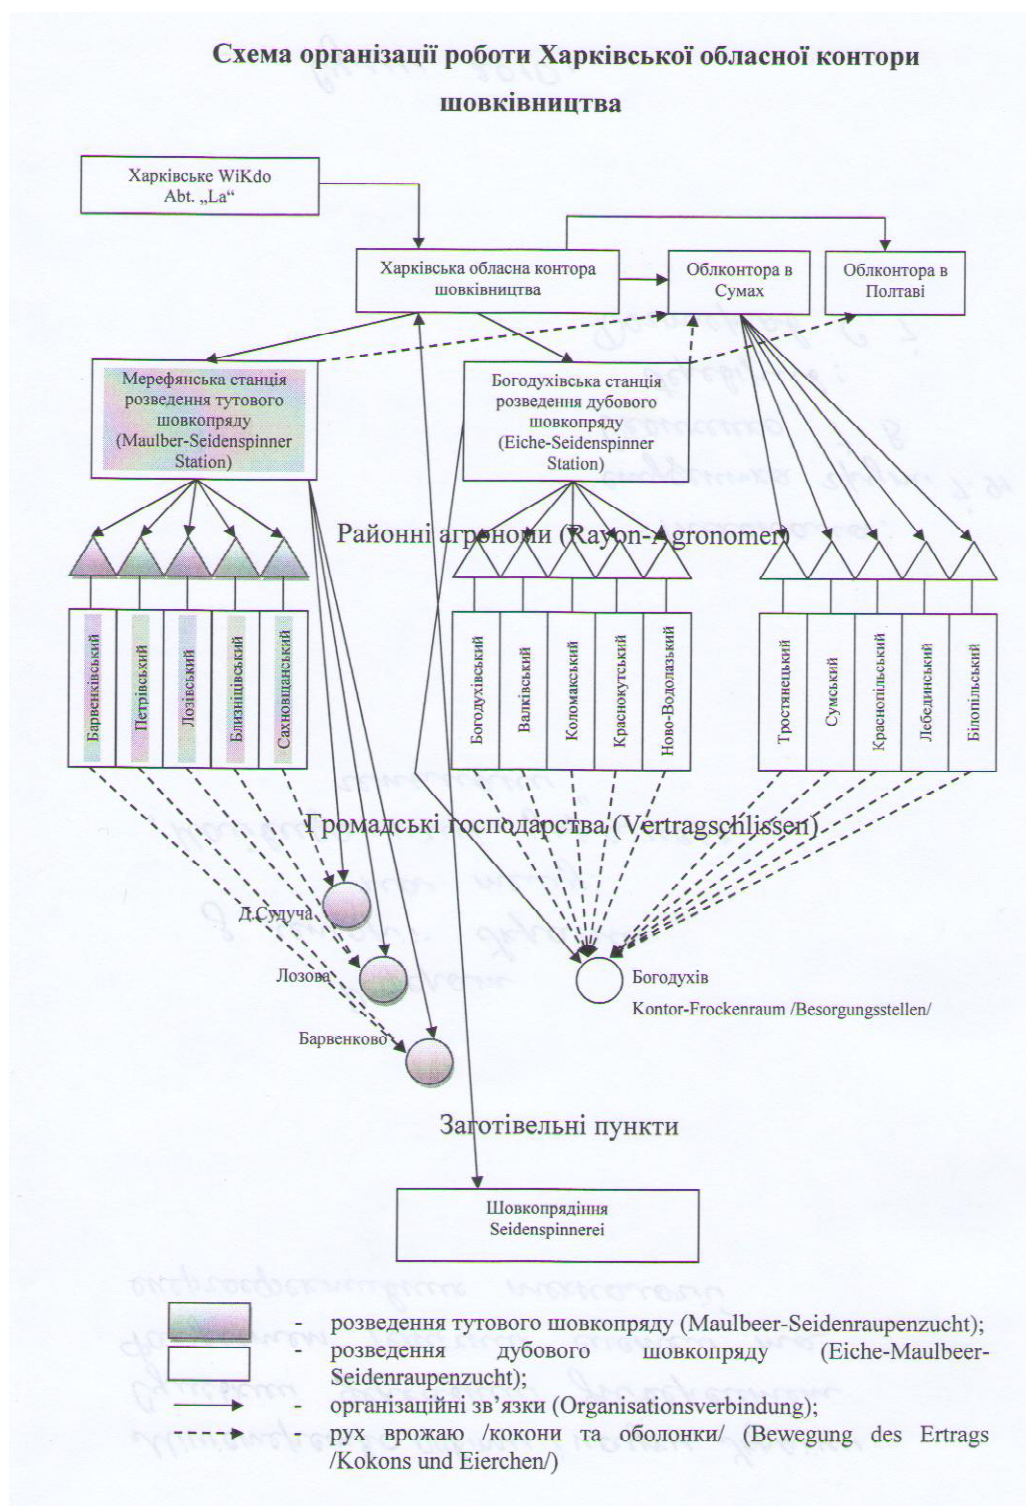 Схема організації роботи Харківської обласної контори
шовківництва
Харківське WiKdo
Abt. „La“
Харківська обласна контора
шовківництва
Облконтора в
Сумах
Облконтора в
Полтаві
Мерефянська станція
розведення тутового
шовкопряду
(Maulber-Seidenspinner
Station)
Богодухівська станція
розведення дубового
шовкопряду
(Eiche-Seidenspinner
Station)
Районні агрономи (Rayon-Agronomer)
Барвенківський
Петрівський
Лозівський
Близніцівський
Сахновщанський
Богодухівський
Валківський
Коломакський
Краснокутський
Ново-Водолазький
Тростянецький
Сумський
Краснопільський
Лебединський
Білопільський
Громадські господарства (Vertragschlissen)
Д.Судуча
Лозова
Барвенково
Богодухів
Kontor-Frockenraum /Besorgungsstellen/
Заготівельні пункти
Шовкопрядіння
Seidenspinnerei
- розведення тутового шовкопряду (Maulbeer-Seidenraupenzucht);
- розведення дубового шовкопряду (Eiche-Maulbeer-
Seidenraupenzucht);
- організаційні зв’язки (Organisationsverbindung);
- рух врожаю /кокони та оболонки/ (Bewegung des Ertrags
/Kokons und Eierchen/)